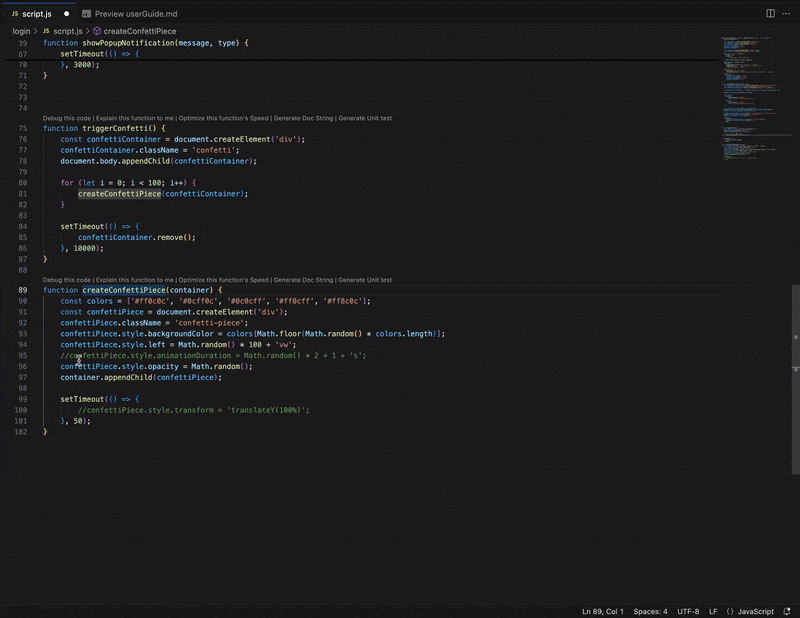 JS script.js ● Preview userGuide.md
login > JS script.js > createConfettiPiece
39 function showPopupNotification(message, type) {
67 setTimeout(() => {
70 }, 3000);
71 }
72
73
74
Debug this code | Explain this function to me | Optimize this function's Speed | Generate Doc String | Generate Unit test
75 function triggerConfetti() {
76 const confettiContainer = document.createElement('div');
77 confettiContainer.className = 'confetti';
78 document.body.appendChild(confettiContainer);
79
80 for (let i = 0; i < 100; i++) {
81 createConfettiPiece(confettiContainer);
82 }
83
84 setTimeout(() => {
85 confettiContainer.remove();
86 }, 10000);
87 }
88
Debug this code | Explain this function to me | Optimize this function's Speed | Generate Doc String | Generate Unit test
89 function createConfettiPiece(container) {
90 const colors = ['#ff0c0c', '#0cff0c', '#0c0cff', '#ff0cff', '#ff8c0c'];
91 const confettiPiece = document.createElement('div');
92 confettiPiece.className = 'confetti-piece';
93 confettiPiece.style.backgroundColor = colors[Math.floor(Math.random() * colors.length)];
94 confettiPiece.style.left = Math.random() * 100 + 'vw';
95 //confettiPiece.style.animationDuration = Math.random() * 2 + 1 + 's';
96 confettiPiece.style.opacity = Math.random();
97 container.appendChild(confettiPiece);
98
99 setTimeout(() => {
100 //confettiPiece.style.transform = 'translateY(100%)';
101 }, 50);
102 }
Ln 89, Col 1 Spaces: 4 UTF-8 LF {} JavaScript